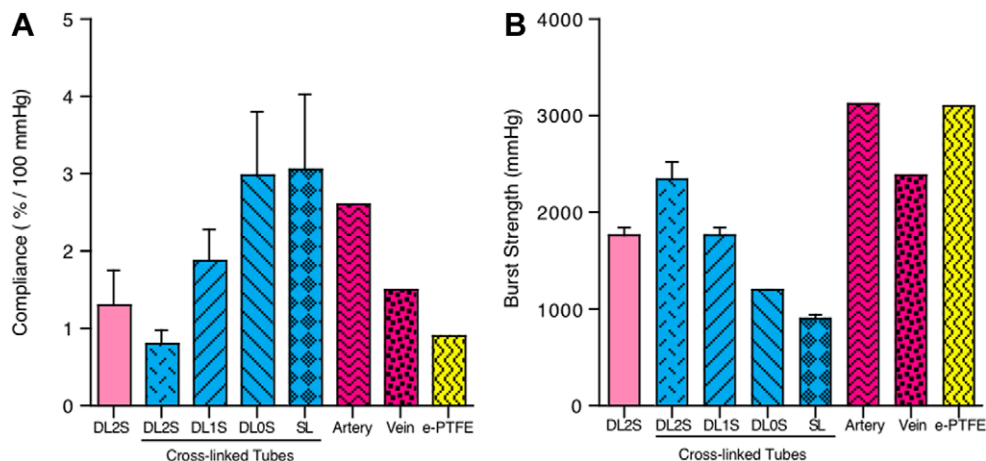 A
Compliance ( % / 100 mmHg)
5
4
3
2
1
0
DL2S DL2S DL1S DL0S SL Artery Vein e-PTFE
Cross-linked Tubes
B
Burst Strength (mmHg)
4000
3000
2000
1000
0
DL2S DL2S DL1S DL0S SL Artery Vein e-PTFE
Cross-linked Tubes